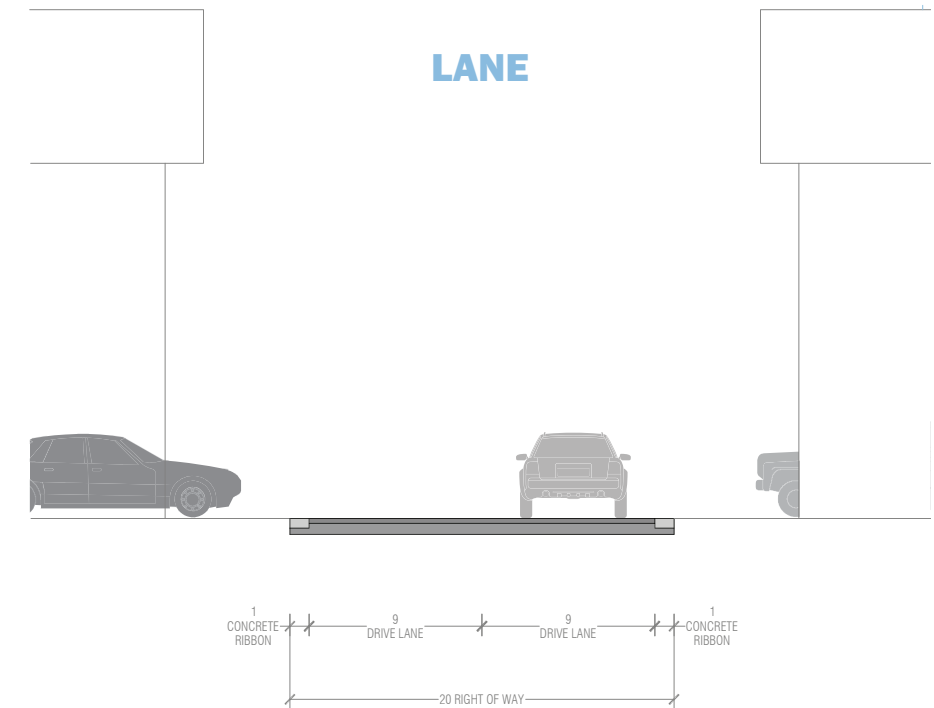 LANE
1
CONCRETE
RIBBON
9
DRIVE LANE
9
DRIVE LANE
1
CONCRETE
RIBBON
20 RIGHT OF WAY